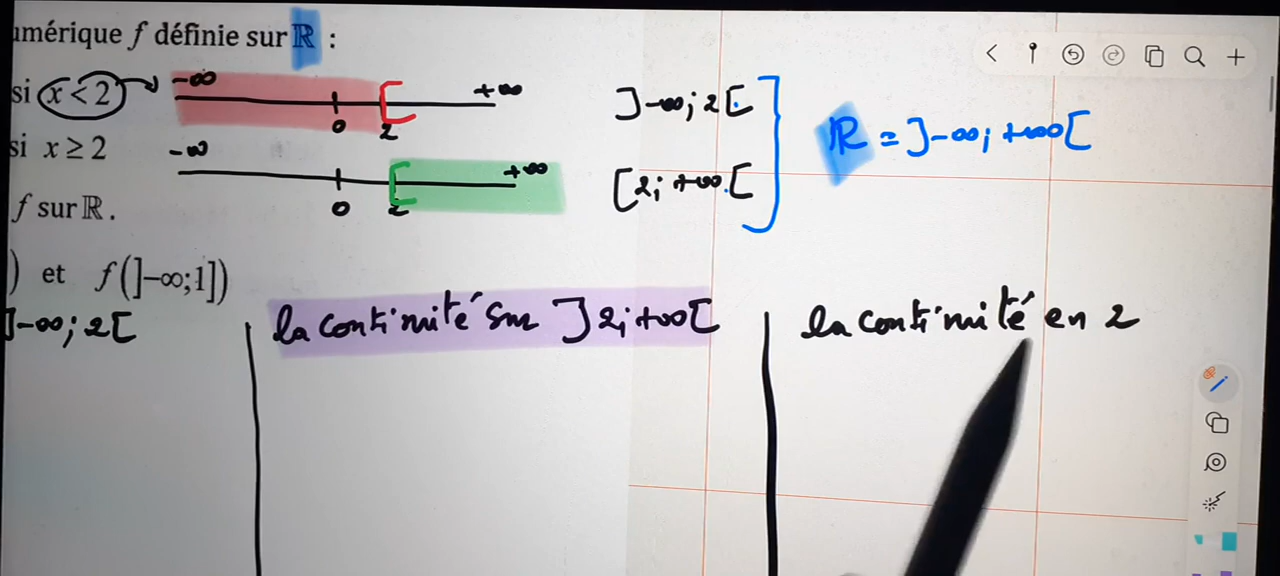 umérique f définie sur ℝ :
si x < 2
-∞ 0 2 +∞
]-∞; 2[
si x ≥ 2
-∞ 0 2 +∞
[2; +∞[
ℝ = ]-∞; +∞[
f sur ℝ.
) et f(]-∞;1])
]-∞; 2[
la continuité sur ]2; +∞[
la continuité en 2